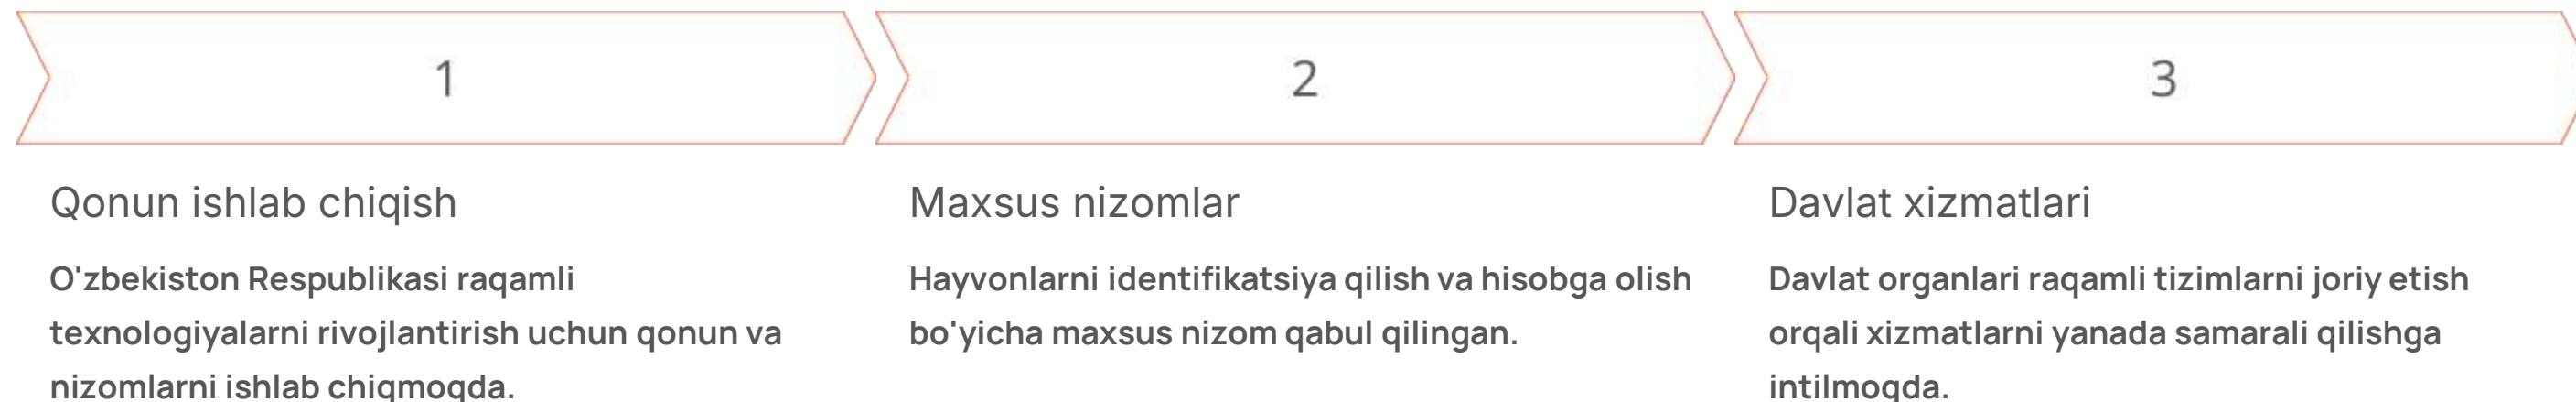 1
Qonun ishlab chiqish
O'zbekiston Respublikasi raqamli
texnologiyalarni rivojlantirish uchun qonun va
nizomlarni ishlab chiqmoqda.
2
Maxsus nizomlar
Hayvonlarni identifikatsiya qilish va hisobga olish
bo'yicha maxsus nizom qabul qilingan.
3
Davlat xizmatlari
Davlat organlari raqamli tizimlarni joriy etish
orqali xizmatlarni yanada samarali qilishga
intilmoqda.